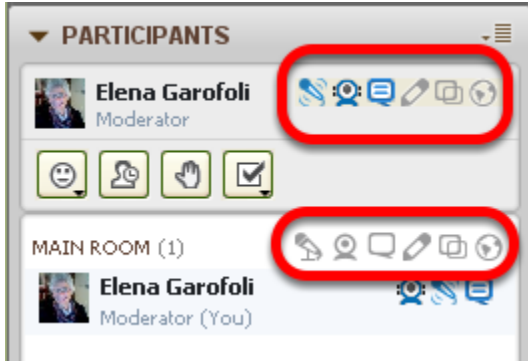 PARTICIPANTS
Elena Garofoli
Moderator
MAIN ROOM (1)
Elena Garofoli
Moderator (You)